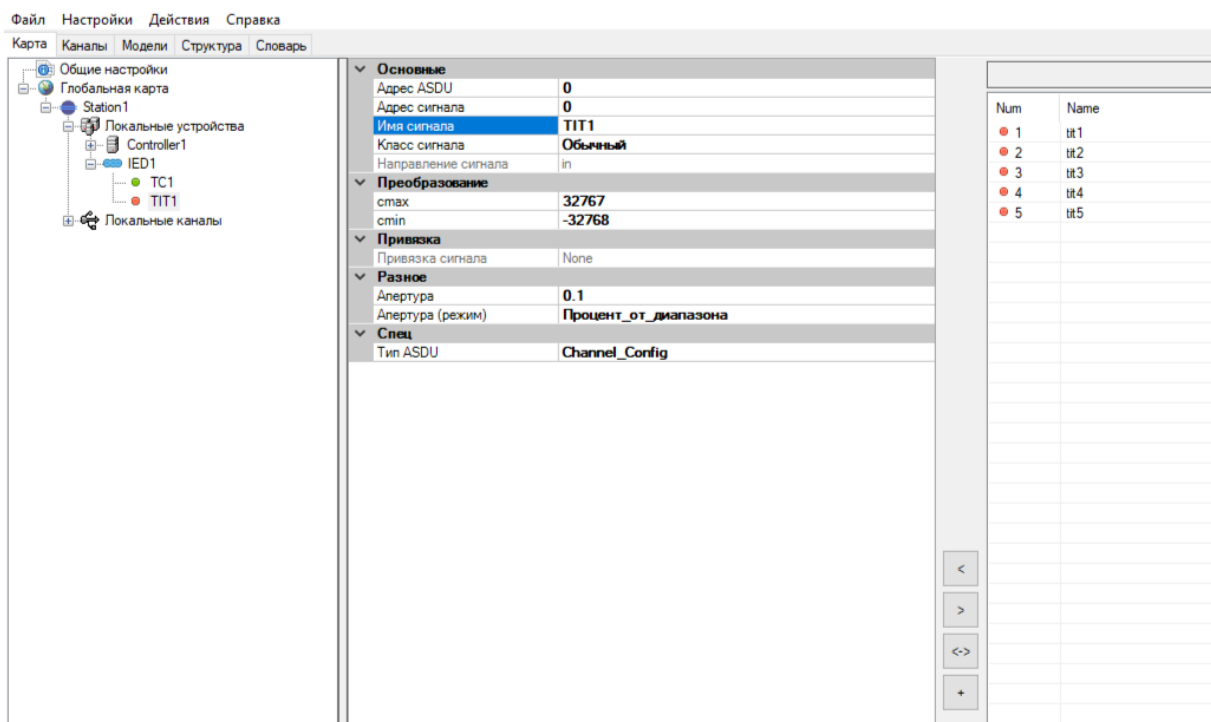 Файл Настройки Действия Справка
Карта Каналы Модели Структура Словарь
Общие настройки
Глобальная карта
Station1
Локальные устройства
Controller1
IED1
TC1
TIT1
Локальные каналы
Основные
Адрес ASDU 0
Адрес сигнала 0
Имя сигнала TIT1
Класс сигнала Обычный
Направление сигнала in
Преобразование
cmax 32767
cmin -32768
Привязка
Привязка сигнала None
Разное
Апертура 0.1
Апертура (режим) Процент_от_диапазона
Спец
Тип ASDU Channel_Config
<
>
<->
+
Num Name
1 tit1
2 tit2
3 tit3
4 tit4
5 tit5